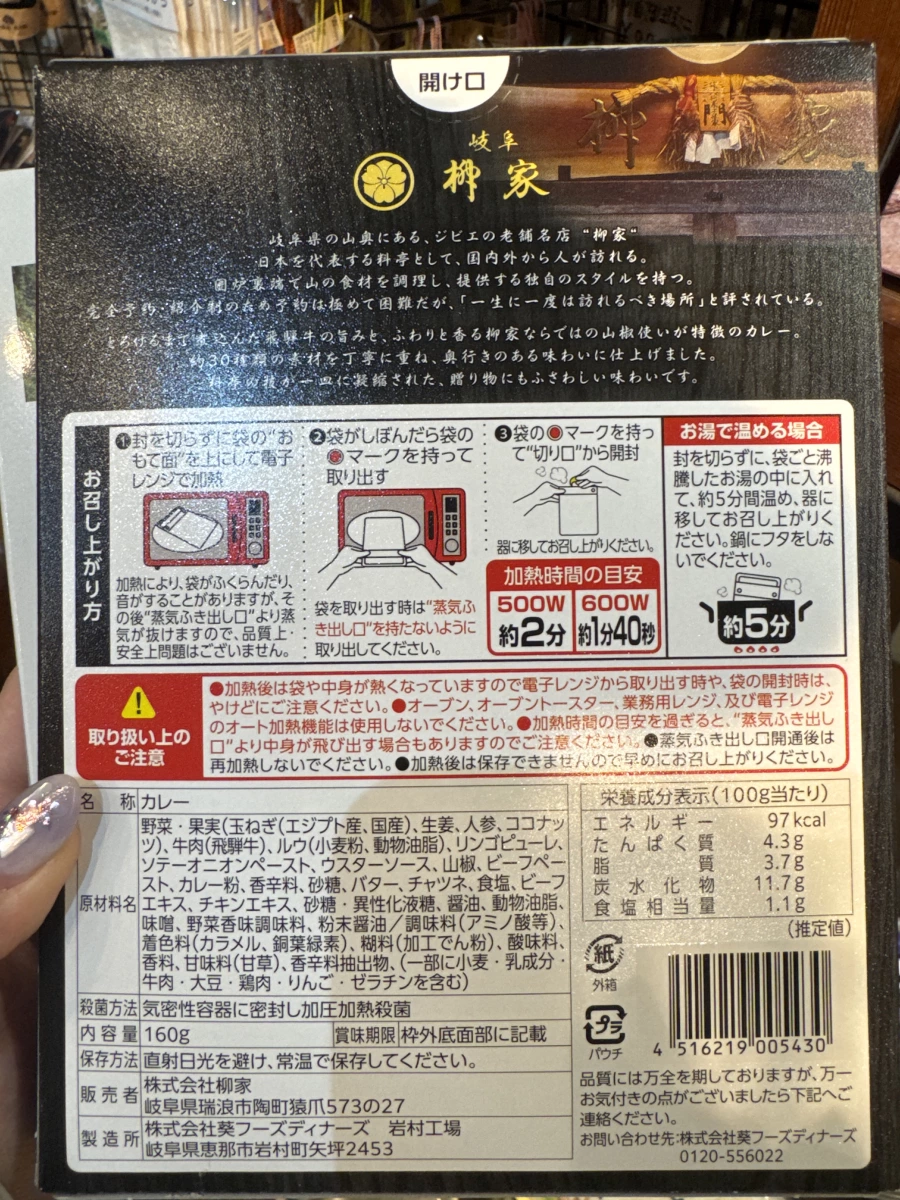 開け口
柳
家
岐阜
柳家
岐阜県の山奥にある、ジビエの老舗名店 “柳家“
日本を代表する料亭として、国内外から人が訪れる。
囲炉裏端で山の食材を調理し、提供する独自のスタイルを持つ。
完全予約・紹介制のため予約は極めて困難だが、「一生に一度は訪れるべき場所」と評されている。
とろけるまで煮込んだ飛騨牛の旨みと、ふわりと香る柳家ならではの山椒使いが特徴のカレー。
約30種類の素材を丁寧に重ね、奥行きのある味わいに仕上げました。
料亭の技が一皿に凝縮された、贈り物にもふさわしい味わいです。
お召し上がり方
❶封を切らずに袋の“お
もて面”を上にして電子
レンジで加熱
加熱により、袋がふくらんだり、
音がすることがありますが、そ
の後“蒸気ふき出し口”より蒸
気が抜けますので、品質上・
安全上問題はございません。
❷袋がしぼんだら袋の
マークを持って
取り出す
袋を取り出す時は“蒸気ふ
き出し口”を持たないように
取り出してください。
❸袋の マークを持っ
て“切り口”から開封
器に移してお召し上がりください。
加熱時間の目安
500W 600W
約2分 約1分40秒
お湯で温める場合
封を切らずに、袋ごと沸
騰したお湯の中に入れ
て、約5分間温め、器に
移してお召し上がりくだ
さい。鍋にフタをしな
いでください。
約5分
取り扱い上の
ご注意
●加熱後は袋や中身が熱くなっていますので電子レンジから取り出す時や、袋の開封時は、
やけどにご注意ください。●オーブン、オーブントースター、業務用レンジ、及び電子レンジ
のオート加熱機能は使用しないでください。●加熱時間の目安を過ぎると、“蒸気ふき出し
口”より中身が飛び出す場合もありますのでご注意ください。●蒸気ふき出し口開通後は
再加熱しないでください。●加熱後は保存できませんので早めにお召し上がりください。
名 称 カレー
原材料名
野菜・果実(玉ねぎ(エジプト産、国産)、生姜、人参、ココナッ
ツ)、牛肉(飛騨牛)、ルウ(小麦粉、動物油脂)、リンゴピューレ、
ソテーオニオンペースト、ウスターソース、山椒、ビーフペー
スト、カレー粉、香辛料、砂糖、バター、チャツネ、食塩、ビーフ
エキス、チキンエキス、砂糖・異性化液糖、醤油、動物油脂、
味噌、野菜香味調味料、粉末醤油／調味料(アミノ酸等)、
着色料(カラメル、銅葉緑素)、糊料(加工でん粉)、酸味料、
香料、甘味料(甘草)、香辛料抽出物、(一部に小麦・乳成分・
牛肉・大豆・鶏肉・りんご・ゼラチンを含む)
殺菌方法 気密性容器に密封し加圧加熱殺菌
内容量 160g 賞味期限 枠外底面部に記載
保存方法 直射日光を避け、常温で保存してください。
販売者 株式会社柳家
岐阜県瑞浪市陶町猿爪573の27
製造所 株式会社葵フーズディナーズ 岩村工場
岐阜県恵那市岩村町矢坪2453
栄養成分表示(100g当たり)
エネルギー 97kcal
たんぱく質 4.3g
脂質 3.7g
炭水化物 11.7g
食塩相当量 1.1g
(推定値)
紙
外箱
プラ
パウチ
4 516219 005430
品質には万全を期しておりますが、万一
お気付きの点がございましたら下記へご
連絡ください。
お問い合わせ先:株式会社葵フーズディナーズ
0120-556022